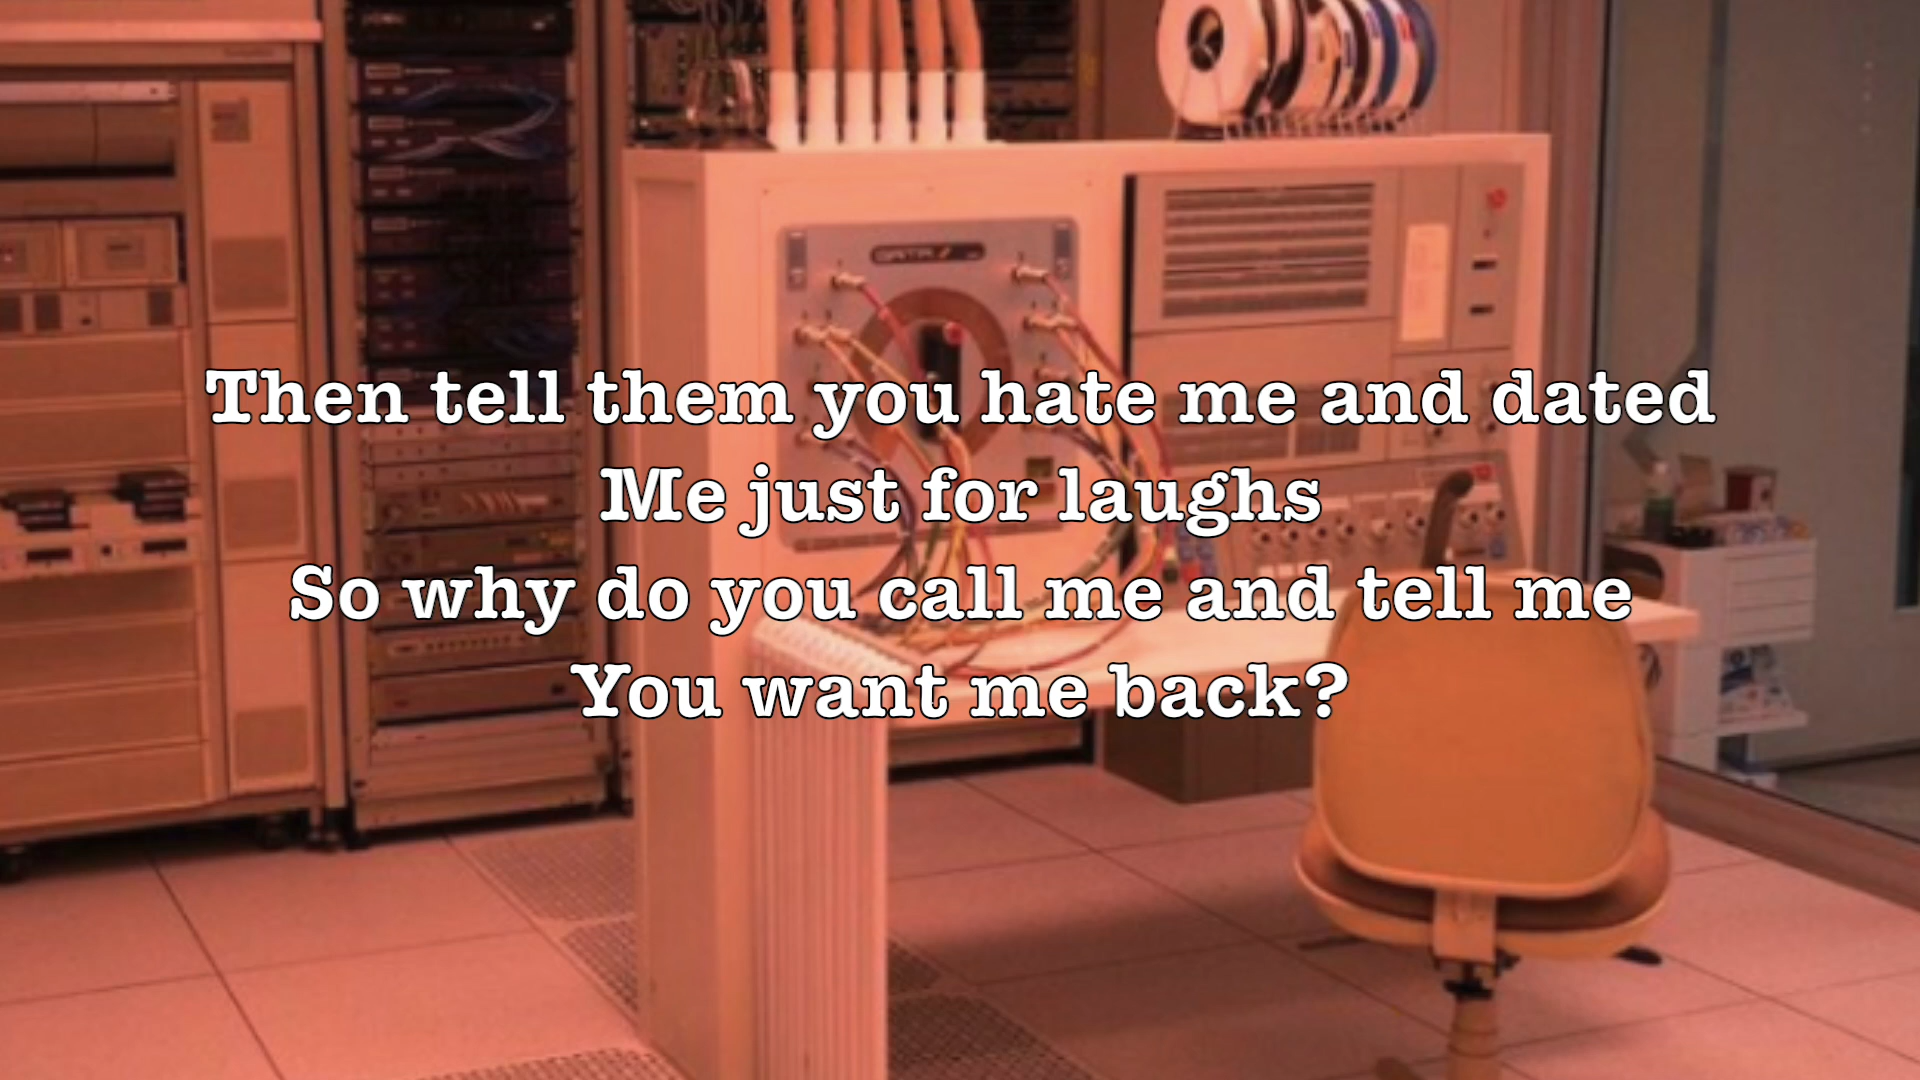 Then tell them you hate me and dated
Me just for laughs
So why do you call me and tell me
You want me back?